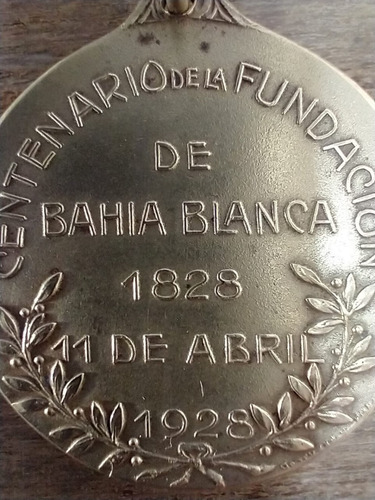 CENTENARIO DE LA FUNDACION
DE
BAHIA BLANCA
1828
11 DE ABRIL
1928